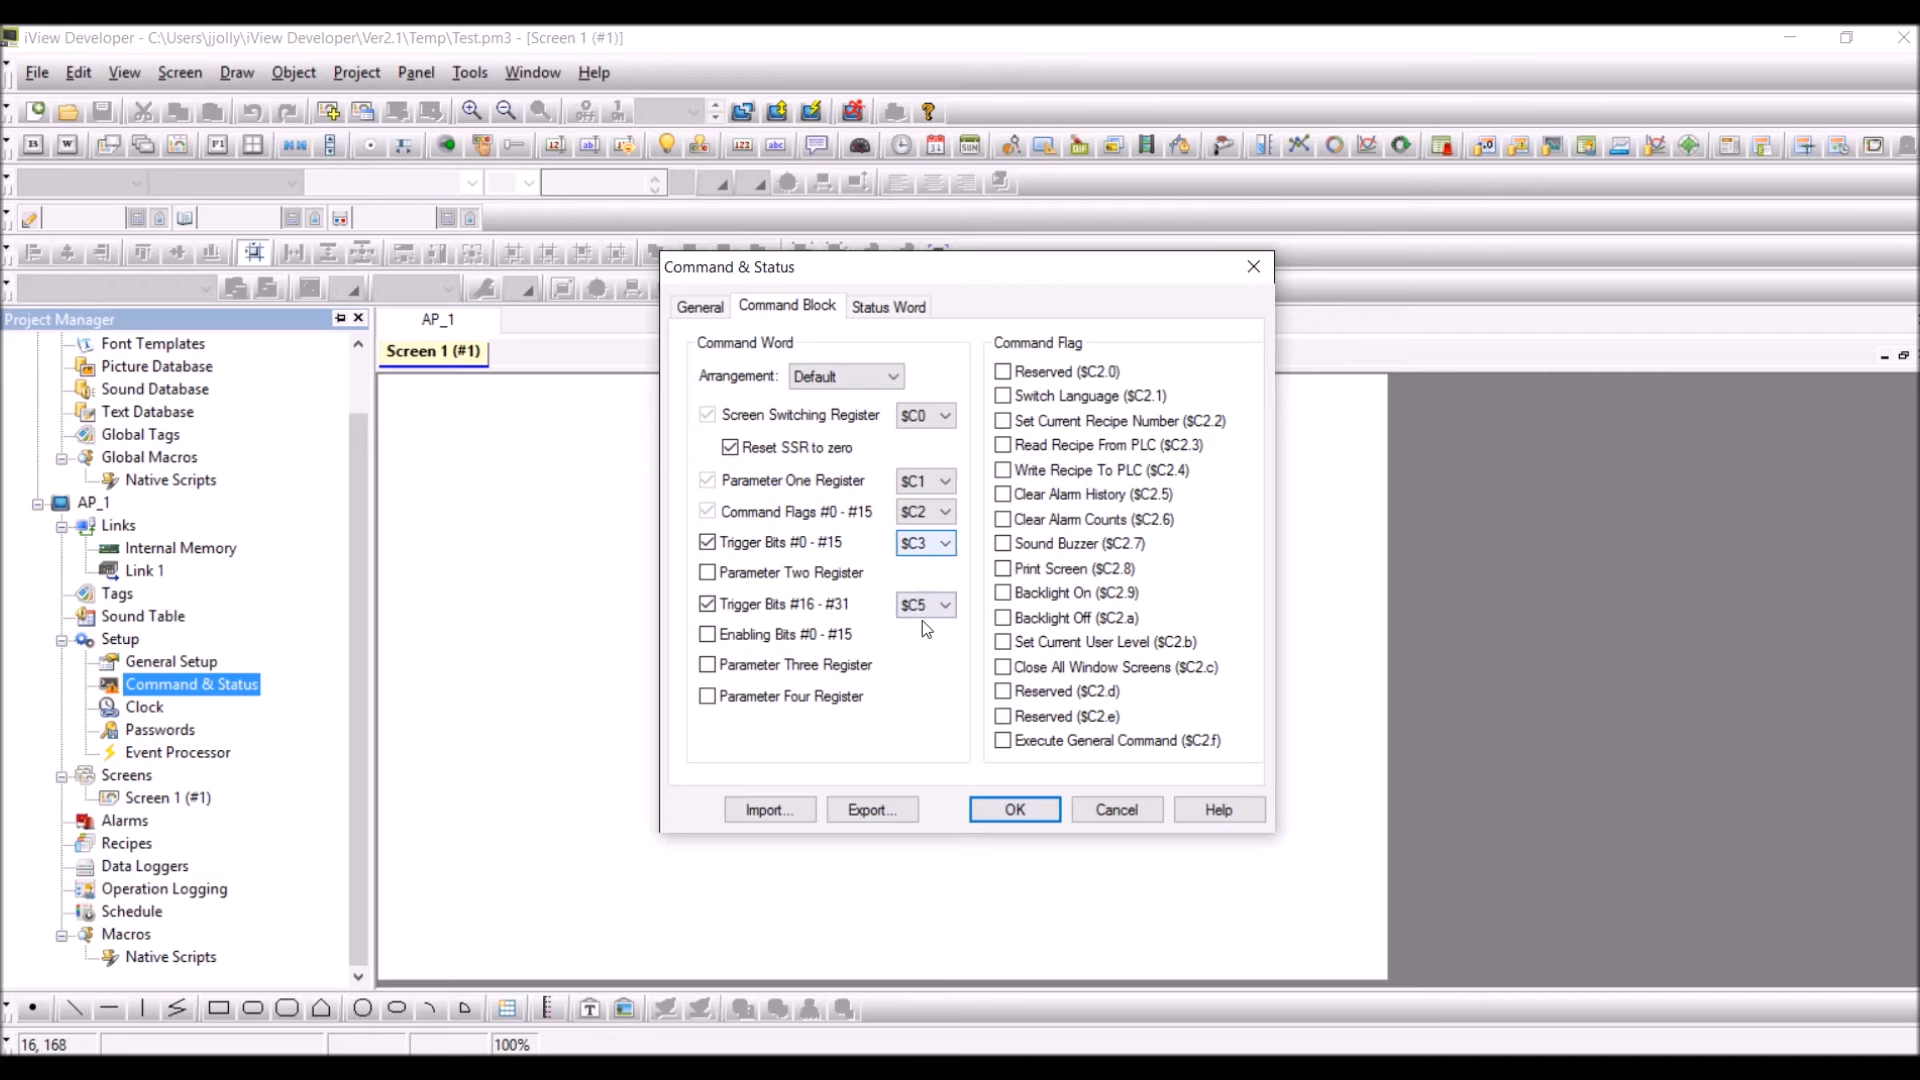 iView Developer - C:\Users\jjolly\iView Developer\Ver2.1\Temp\Test.pm3 - [Screen 1 (#1)]
File Edit View Screen Draw Object Project Panel Tools Window Help
Project Manager
Font Templates
Picture Database
Sound Database
Text Database
Global Tags
Global Macros
Native Scripts
AP_1
Links
Internal Memory
Link 1
Tags
Sound Table
Setup
General Setup
Command & Status
Clock
Passwords
Event Processor
Screens
Screen 1 (#1)
Alarms
Recipes
Data Loggers
Operation Logging
Schedule
Macros
Native Scripts
AP_1
Screen 1 (#1)
Command & Status
General Command Block Status Word
Command Word
Arrangement: Default
Screen Switching Register $C0
Reset SSR to zero
Parameter One Register $C1
Command Flags #0 - #15 $C2
Trigger Bits #0 - #15 $C3
Parameter Two Register
Trigger Bits #16 - #31 $C5
Enabling Bits #0 - #15
Parameter Three Register
Parameter Four Register
Command Flag
Reserved ($C2.0)
Switch Language ($C2.1)
Set Current Recipe Number ($C2.2)
Read Recipe From PLC ($C2.3)
Write Recipe To PLC ($C2.4)
Clear Alarm History ($C2.5)
Clear Alarm Counts ($C2.6)
Sound Buzzer ($C2.7)
Print Screen ($C2.8)
Backlight On ($C2.9)
Backlight Off ($C2.a)
Set Current User Level ($C2.b)
Close All Window Screens ($C2.c)
Reserved ($C2.d)
Reserved ($C2.e)
Execute General Command ($C2.f)
Import... Export... OK Cancel Help
16, 168 100%